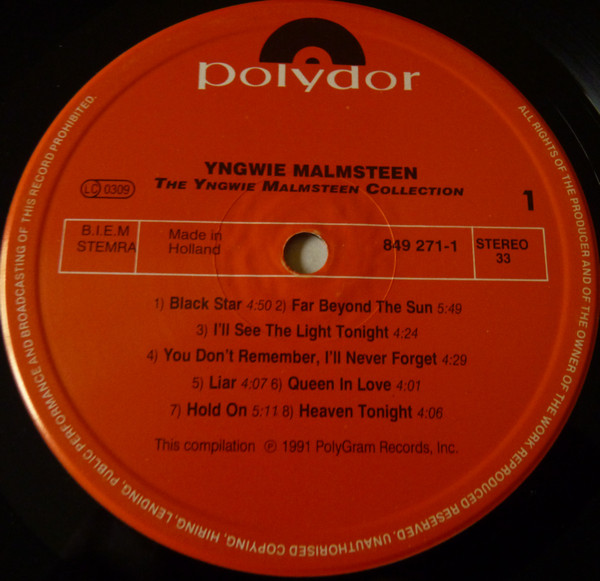 polydor
YNGWIE MALMSTEEN
THE YNGWIE MALMSTEEN COLLECTION
LC 0309
1
B.I.E.M
STEMRA
Made in
Holland
849 271-1
STEREO
33
1) Black Star 4:50 2) Far Beyond The Sun 5:49
3) I'll See The Light Tonight 4:24
4) You Don't Remember, I'll Never Forget 4:29
5) Liar 4:07 6) Queen In Love 4:01
7) Hold On 5:11 8) Heaven Tonight 4:06
This compilation ℗ 1991 PolyGram Records, Inc.
ALL RIGHTS OF THE PRODUCER AND OF THE OWNER OF THE WORK REPRODUCED RESERVED. UNAUTHORISED COPYING, HIRING, LENDING, PUBLIC PERFORMANCE AND BROADCASTING OF THIS RECORD PROHIBITED.